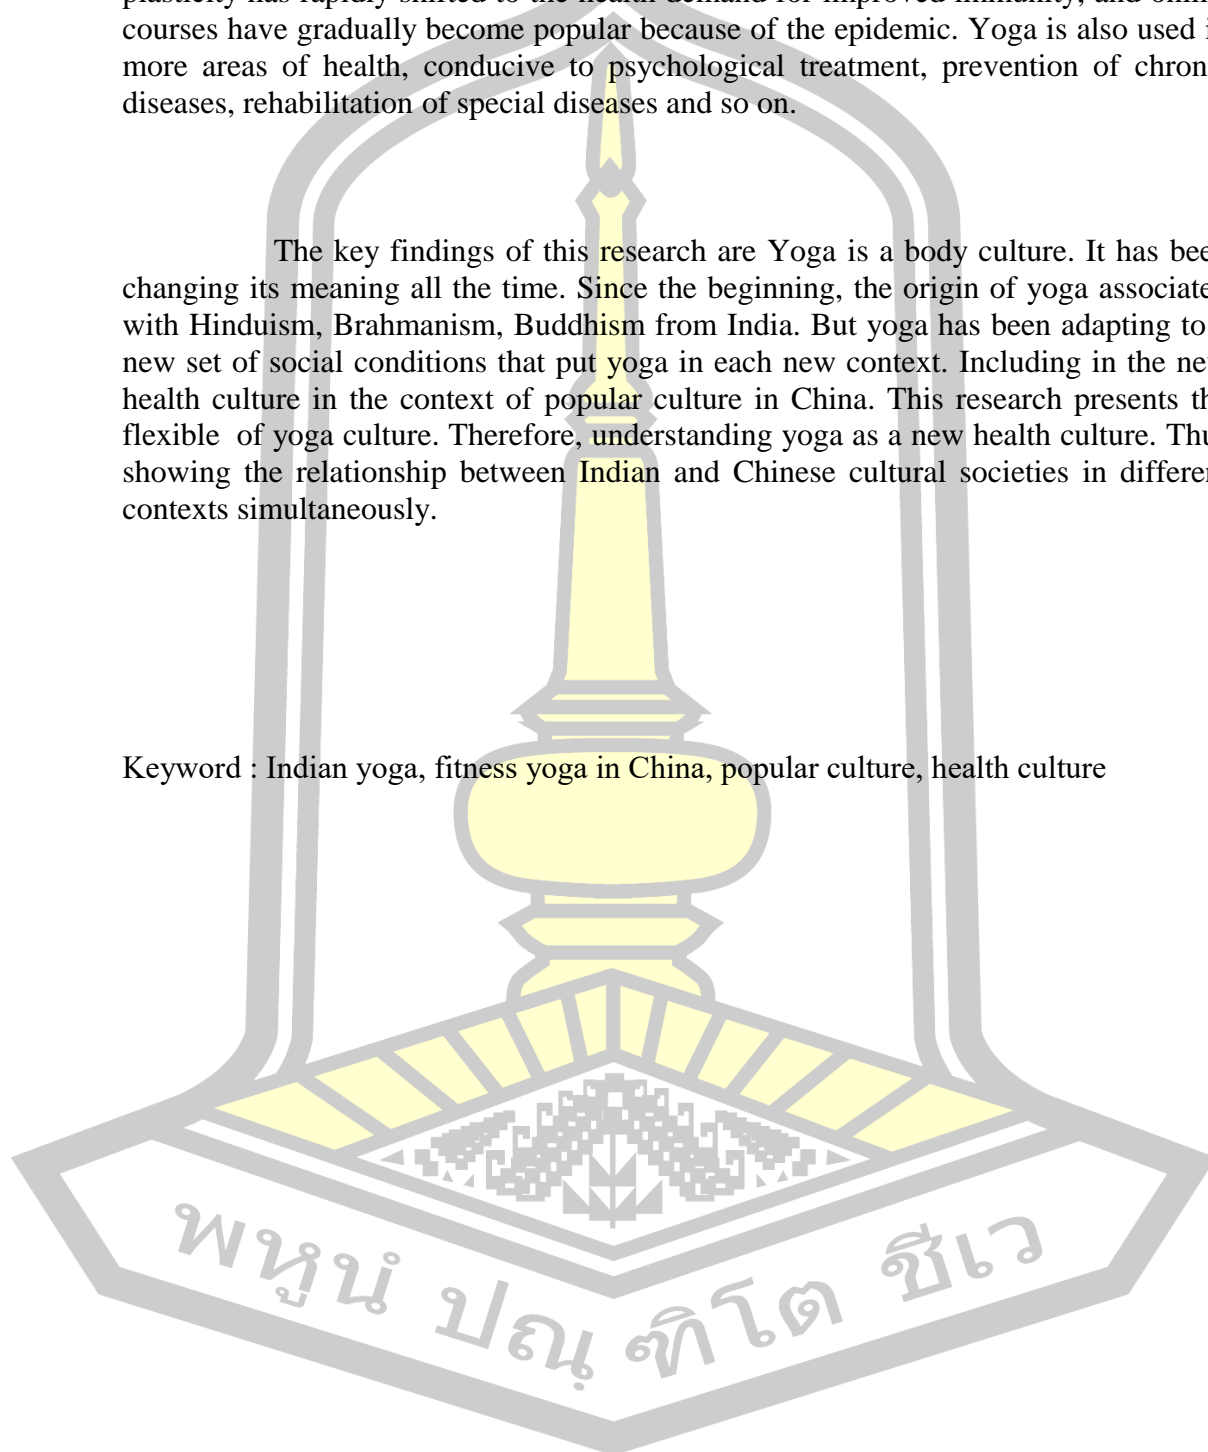 plasticity has rapidly shifted to the health demand for improved immunity, and onlin
courses have gradually become popular because of the epidemic. Yoga is also used i
more areas of health, conducive to psychological treatment, prevention of chron
diseases, rehabilitation of special diseases and so on.
The key findings of this research are Yoga is a body culture. It has bee
changing its meaning all the time. Since the beginning, the origin of yoga associate
with Hinduism, Brahmanism, Buddhism from India. But yoga has been adapting to
new set of social conditions that put yoga in each new context. Including in the ne
health culture in the context of popular culture in China. This research presents th
flexible of yoga culture. Therefore, understanding yoga as a new health culture. Thu
showing the relationship between Indian and Chinese cultural societies in differen
contexts simultaneously.
Keyword : Indian yoga, fitness yoga in China, popular culture, health culture
พหูนํ ปณฺฑิโต ชีเว